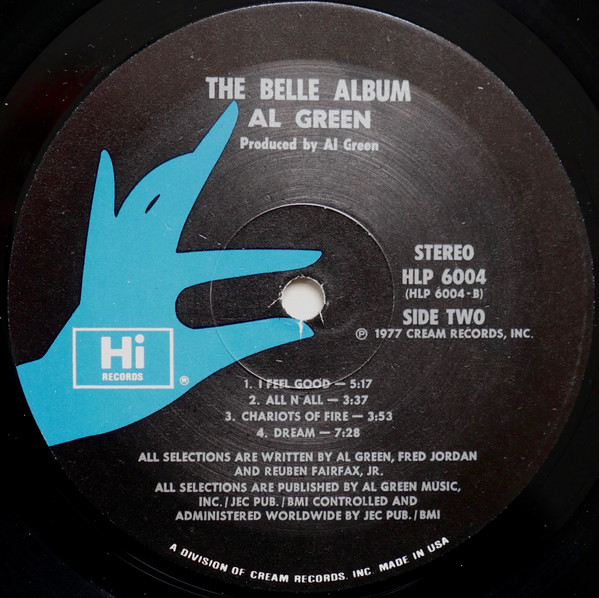 THE BELLE ALBUM
AL GREEN
Produced by Al Green
STEREO
HLP 6004
(HLP 6004-B)
SIDE TWO
℗ 1977 CREAM RECORDS, INC.
Hi
RECORDS
®
1. I FEEL GOOD — 5:17
2. ALL N ALL — 3:37
3. CHARIOTS OF FIRE — 3:53
4. DREAM — 7:28
ALL SELECTIONS ARE WRITTEN BY AL GREEN, FRED JORDAN
AND REUBEN FAIRFAX, JR.
ALL SELECTIONS ARE PUBLISHED BY AL GREEN MUSIC,
INC./JEC PUB./BMI CONTROLLED AND
ADMINISTERED WORLDWIDE BY JEC PUB./BMI
A DIVISION OF CREAM RECORDS, INC. MADE IN USA